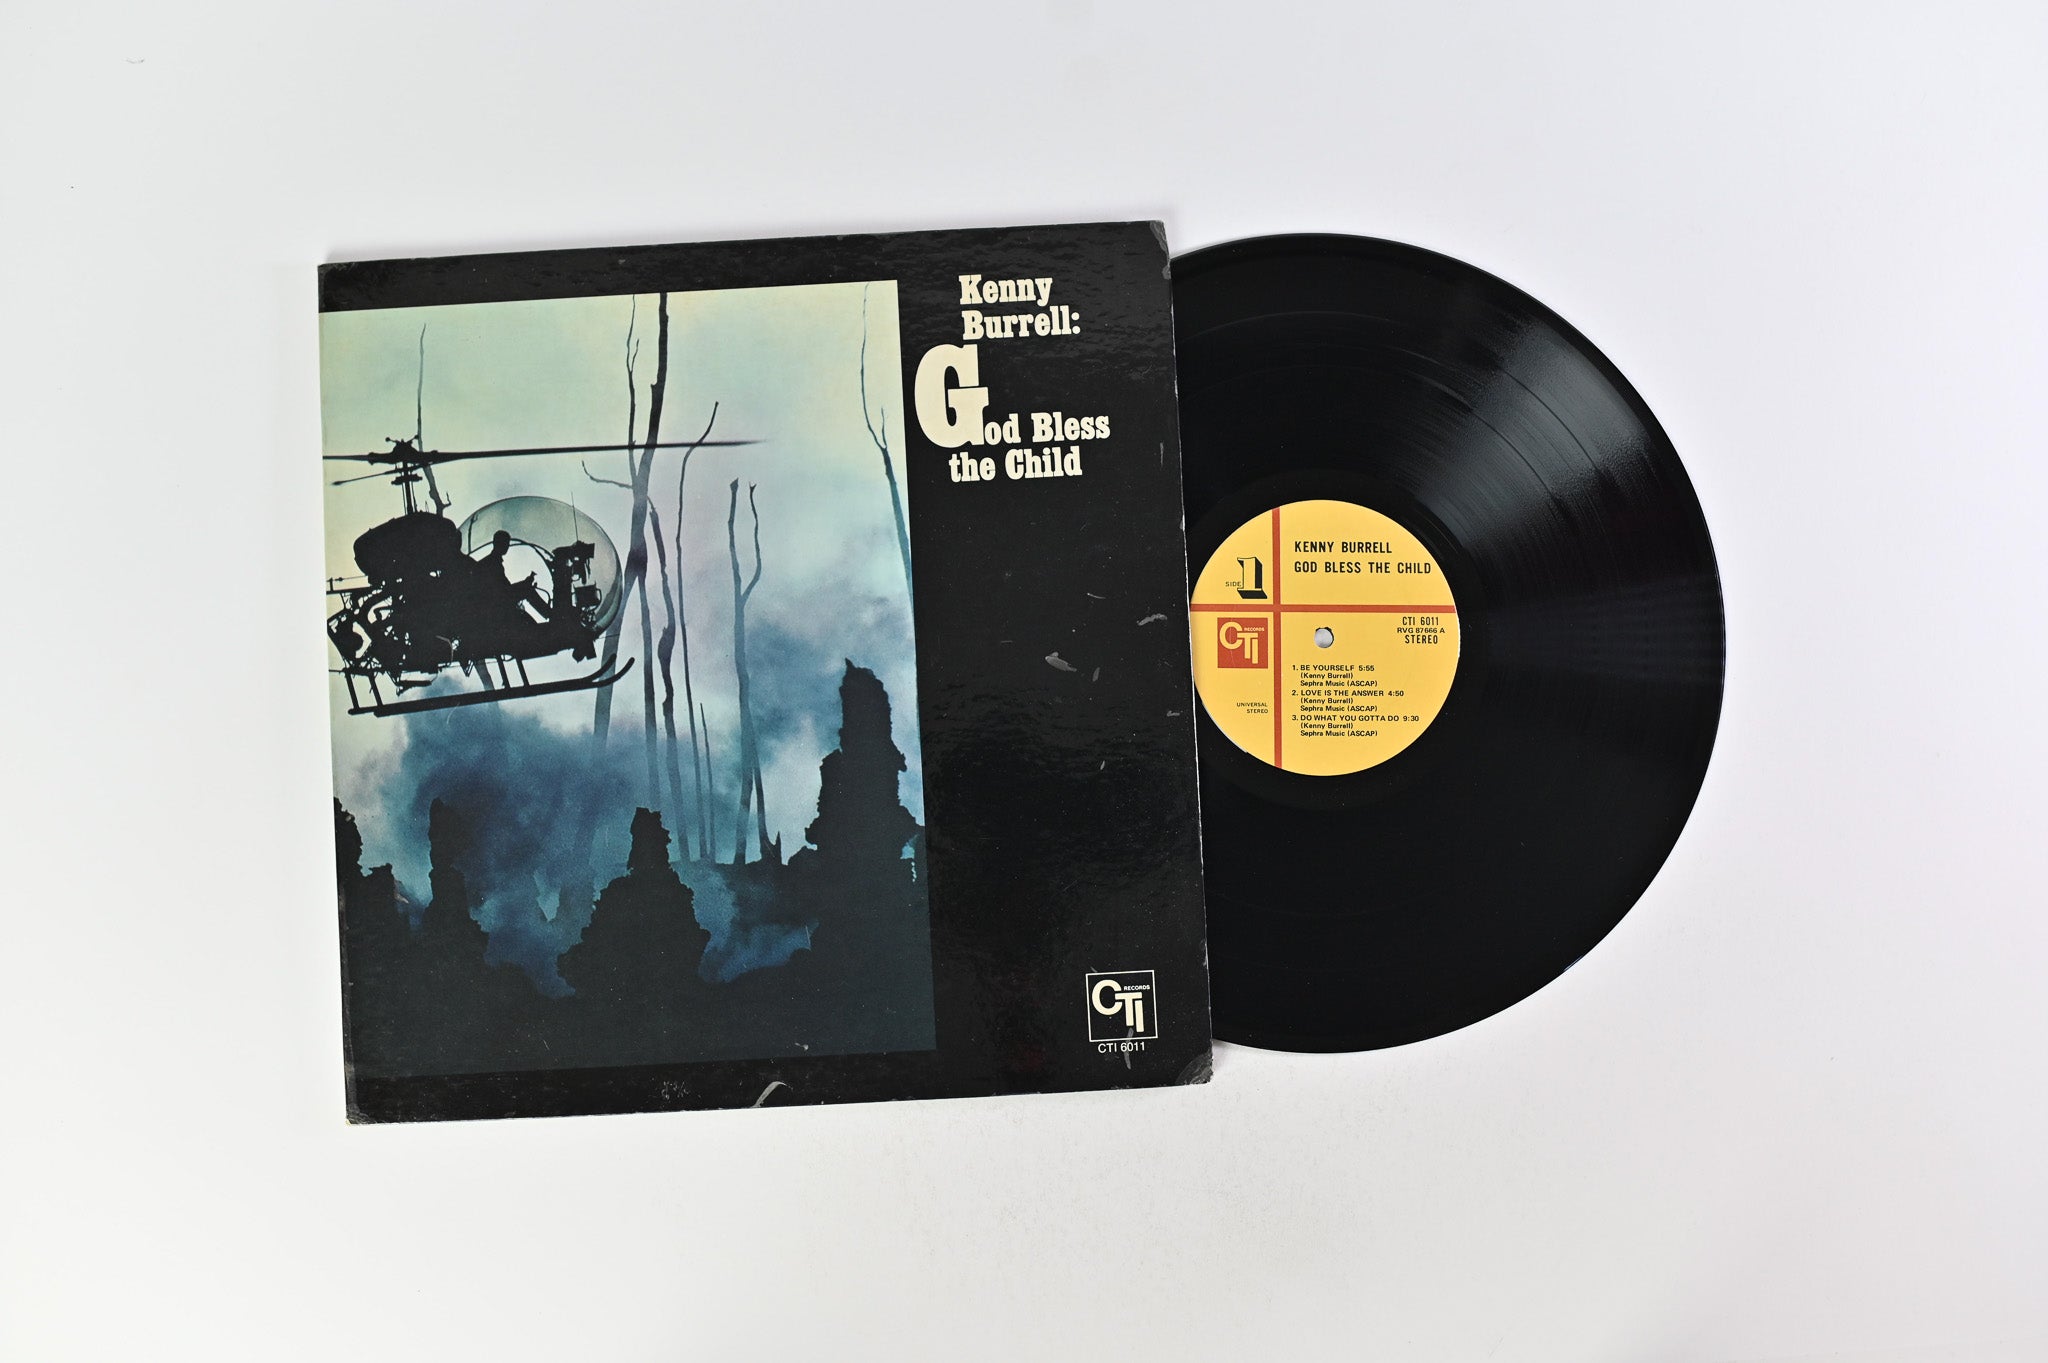 Kenny
Burrell:
God Bless
the Child
CTI RECORDS
CTI 6011
KENNY BURRELL
GOD BLESS THE CHILD
SIDE 1
CTI RECORDS
CTI 6011
RVG 87666 A
STEREO
UNIVERSAL
STEREO
1. BE YOURSELF 5:55
(Kenny Burrell)
Sephra Music (ASCAP)
2. LOVE IS THE ANSWER 4:50
(Kenny Burrell)
Sephra Music (ASCAP)
3. DO WHAT YOU GOTTA DO 9:30
(Kenny Burrell)
Sephra Music (ASCAP)